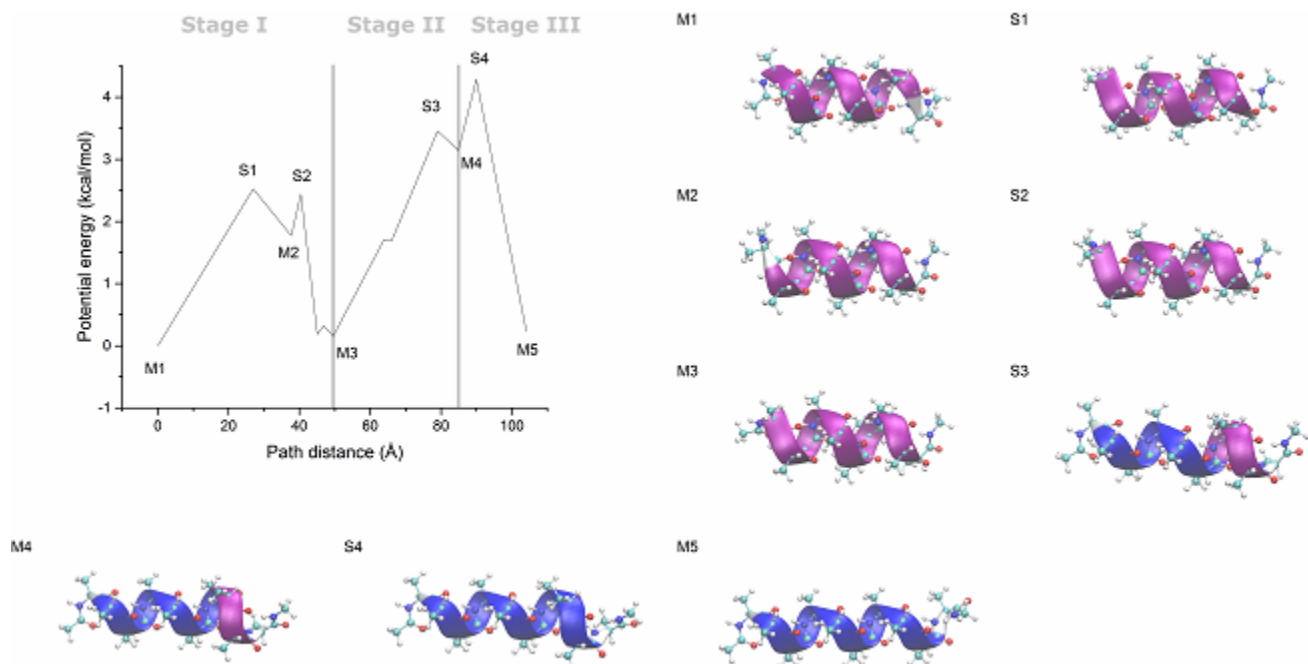 Stage I Stage II Stage III
S4
4
S3
3
M4
S1 S2
2
M2
1
0
M3 M5
M1
-1
0 20 40 60 80 100
Path distance (Å)
Potential energy (kcal/mol)
M1 S1
M2 S2
M3 S3
M4 S4 M5